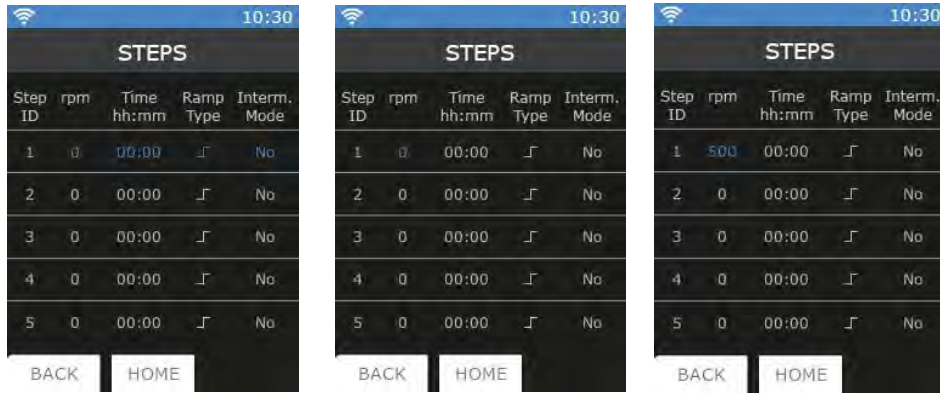 10:30
STEPS
Step ID rpm Time hh:mm Ramp Type Interm. Mode
1 0 00:00 No
2 0 00:00 No
3 0 00:00 No
4 0 00:00 No
5 0 00:00 No
BACK HOME
10:30
STEPS
Step ID rpm Time hh:mm Ramp Type Interm. Mode
1 0 00:00 No
2 0 00:00 No
3 0 00:00 No
4 0 00:00 No
5 0 00:00 No
BACK HOME
10:30
STEPS
Step ID rpm Time hh:mm Ramp Type Interm. Mode
1 500 00:00 No
2 0 00:00 No
3 0 00:00 No
4 0 00:00 No
5 0 00:00 No
BACK HOME